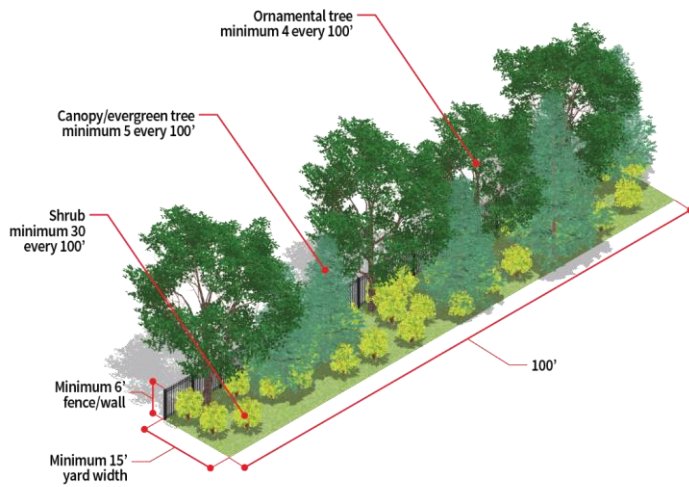 Ornamental tree
minimum 4 every 100'
Canopy/evergreen tree
minimum 5 every 100'
Shrub
minimum 30
every 100'
100'
Minimum 6'
fence/wall
Minimum 15'
yard width